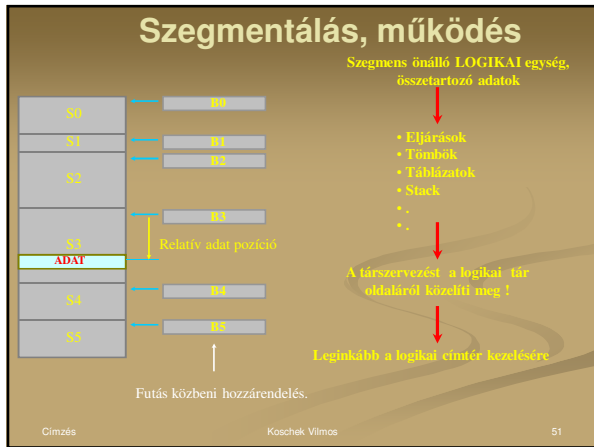 Szegmentálás, működés
Szegmens önálló LOGIKAI egység,
összetartozó adatok
S0
B0
S1
B1
S2
B2
• Eljárások
• Tömbök
• Táblázatok
• Stack
• .
• .
B3
S3
Relatív adat pozíció
ADAT
A társzervezést a logikai tár
oldaláról közelíti meg !
S4
B4
S5
B5
Leginkább a logikai címtér kezelésére
Futás közbeni hozzárendelés.
Címzés
Koschek Vilmos
51